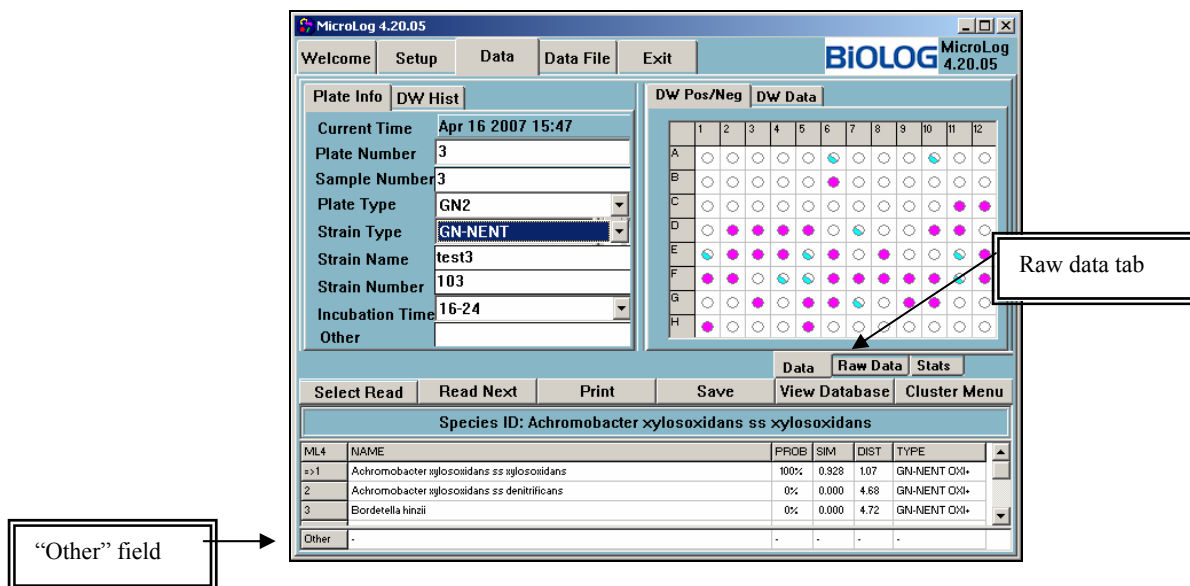 MicroLog 4.20.05
Welcome Setup Data Data File Exit BiOLOG MicroLog 4.20.05
Plate Info DW Hist
Current Time Apr 16 2007 15:47
Plate Number 3
Sample Number 3
Plate Type GN2
Strain Type GN-NENT
Strain Name test3
Strain Number 103
Incubation Time 16-24
Other
DW Pos/Neg DW Data
1 2 3 4 5 6 7 8 9 10 11 12
A
B
C
D
E
F
G
H
Raw data tab
Data Raw Data Stats
Select Read Read Next Print Save View Database Cluster Menu
Species ID: Achromobacter xylosoxidans ss xylosoxidans
ML4 NAME PROB SIM DIST TYPE
=>1 Achromobacter xylosoxidans ss xylosoxidans 100% 0.928 1.07 GN-NENT OXI+
2 Achromobacter xylosoxidans ss denitrificans 0% 0.000 4.68 GN-NENT OXI+
3 Bordetella hinzii 0% 0.000 4.72 GN-NENT OXI+
Other - - - - -
“Other” field